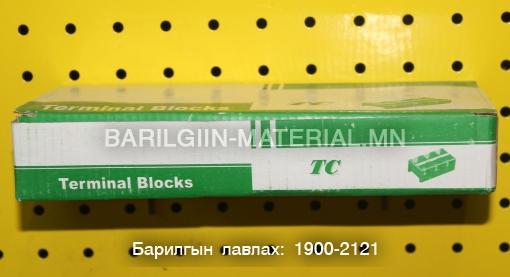 Terminal Blocks
TC
BARILGIIN-MATERIAL.MN
TC
Terminal Blocks
Барилгын лавлах: 1900-2121